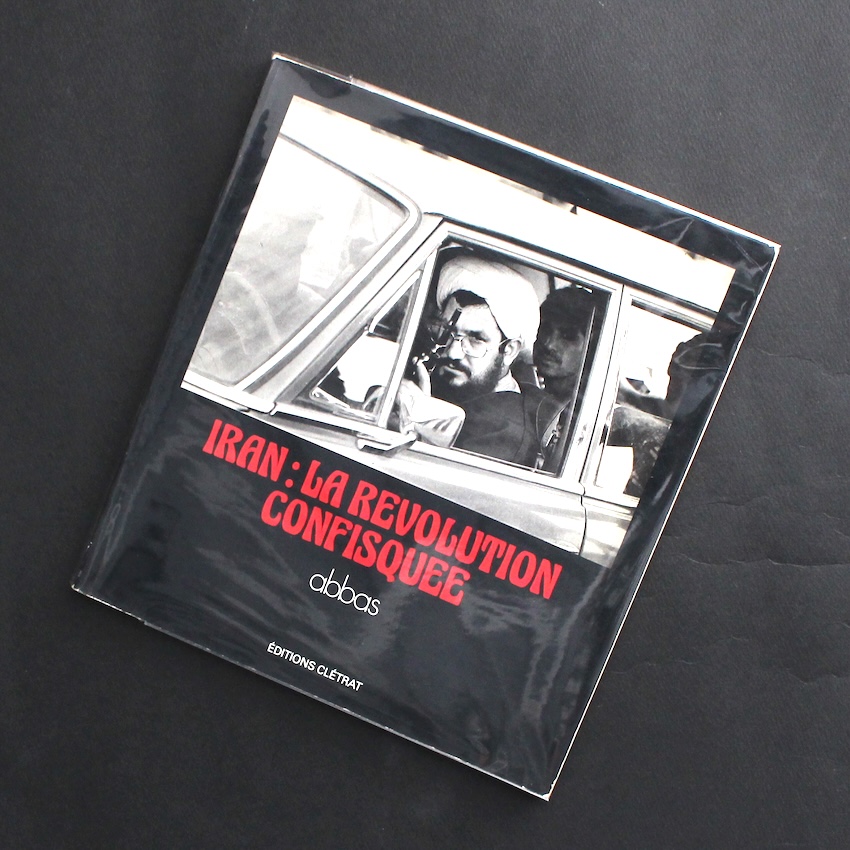 IRAN : LA REVOLUTION
CONFISQUEE
abbas
ÉDITIONS CLÉTRAT